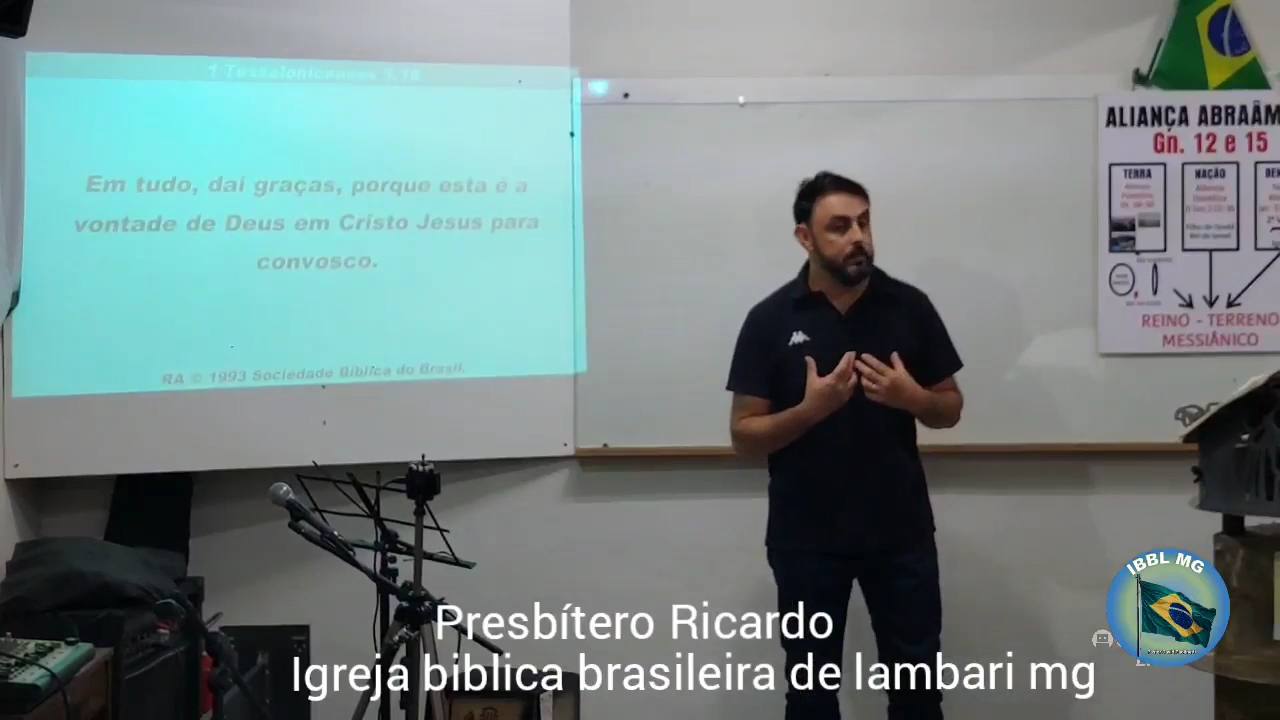 1 Tessalonicenses 5.18
Em tudo, dai graças, porque esta é a
vontade de Deus em Cristo Jesus para
convosco.
RA © 1993 Sociedade Bíblica do Brasil.
ALIANÇA ABRAÂM
Gn. 12 e 15
TERRA
NAÇÃO
REINO - TERRENO
MESSIÂNICO
IBBL MG
Presbítero Ricardo
Igreja biblica brasileira de lambari mg